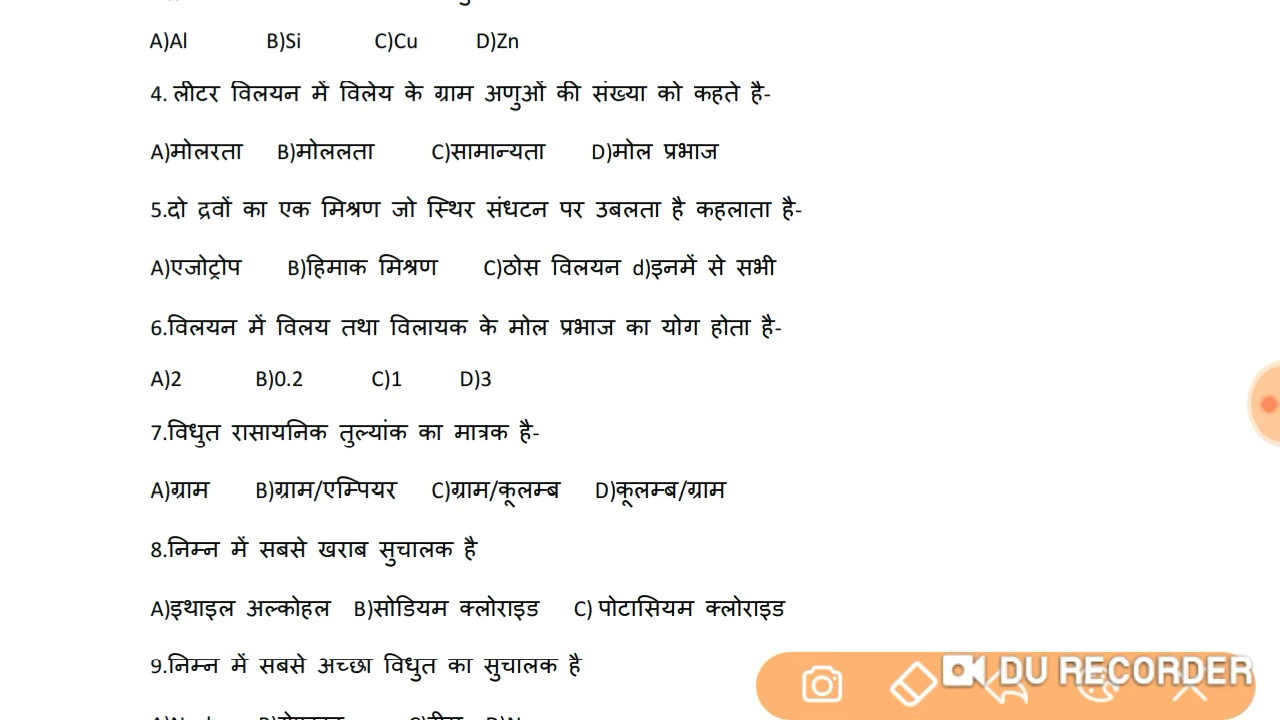 A)Al B)Si C)Cu D)Zn
4. लीटर विलयन में विलेय के ग्राम अणुओं की संख्या को कहते है-
A)मोलरता B)मोललता C)सामान्यता D)मोल प्रभाज
5.दो द्रवों का एक मिश्रण जो स्थिर संधटन पर उबलता है कहलाता है-
A)एजोट्रोप B)हिमाक मिश्रण C)ठोस विलयन d)इनमें से सभी
6.विलयन में विलय तथा विलायक के मोल प्रभाज का योग होता है-
A)2 B)0.2 C)1 D)3
7.विधुत रासायनिक तुल्यांक का मात्रक है-
A)ग्राम B)ग्राम/एम्पियर C)ग्राम/कूलम्ब D)कूलम्ब/ग्राम
8.निम्न में सबसे खराब सुचालक है
A)इथाइल अल्कोहल B)सोडियम क्लोराइड C) पोटासियम क्लोराइड
9.निम्न में सबसे अच्छा विधुत का सुचालक है
DU RECORDER